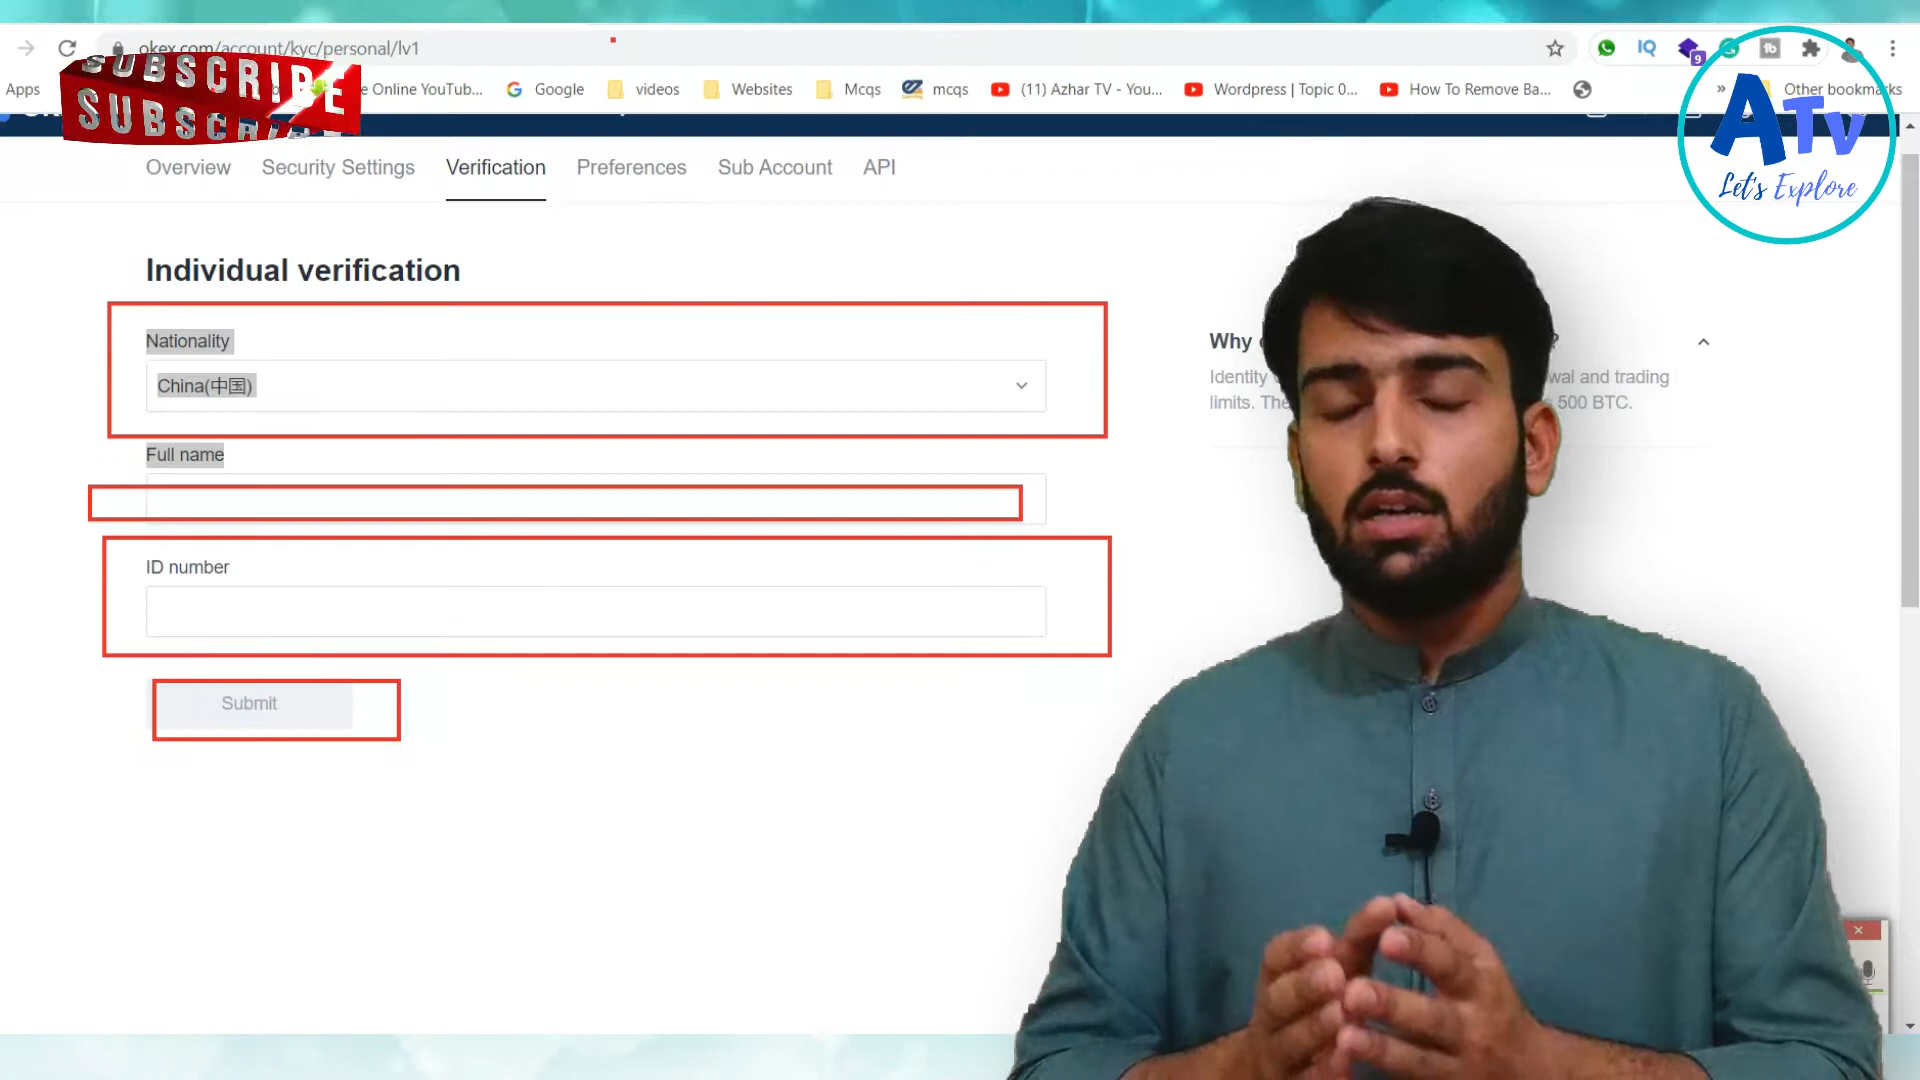 okex.com/account/kyc/personal/lv1
SUBSCRIBE
SUBSCRI
IQ
9
Apps
Online YouTub...
Google
videos
Websites
Mcqs
mcqs
(11) Azhar TV - You...
Wordpress | Topic 0...
How To Remove Ba...
»
Other bookmarks
ATv
Let's Explore
Overview
Security Settings
Verification
Preferences
Sub Account
API
Individual verification
Nationality
China(中国)
Full name
ID number
Submit
Why
?
Identity
wal and trading
limits. The
500 BTC.